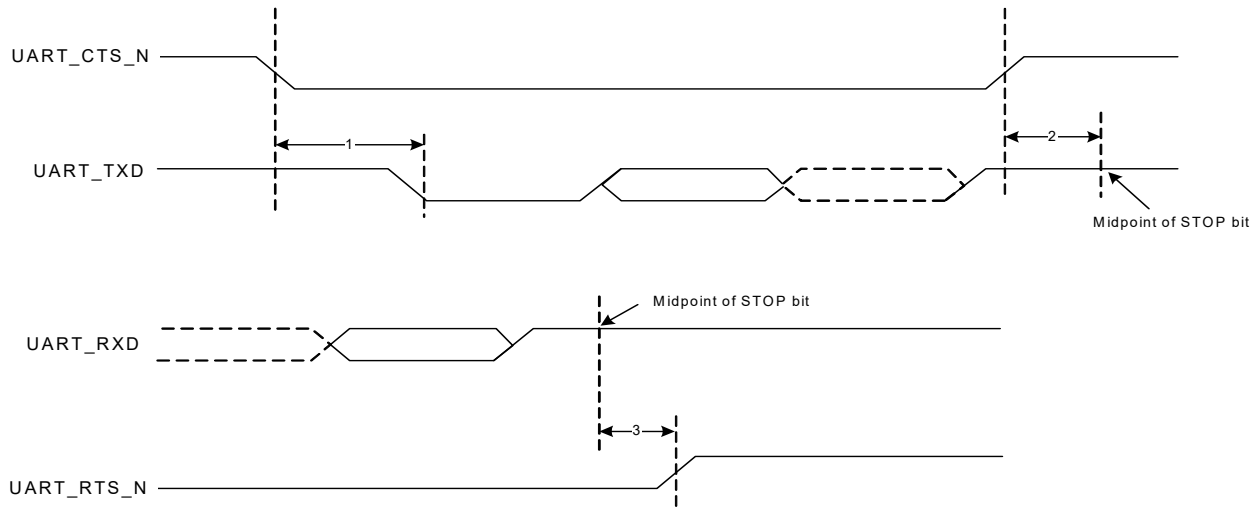 UART_CTS_N
1
2
UART_TXD
Midpoint of STOP bit
Midpoint of STOP bit
UART_RXD
3
UART_RTS_N